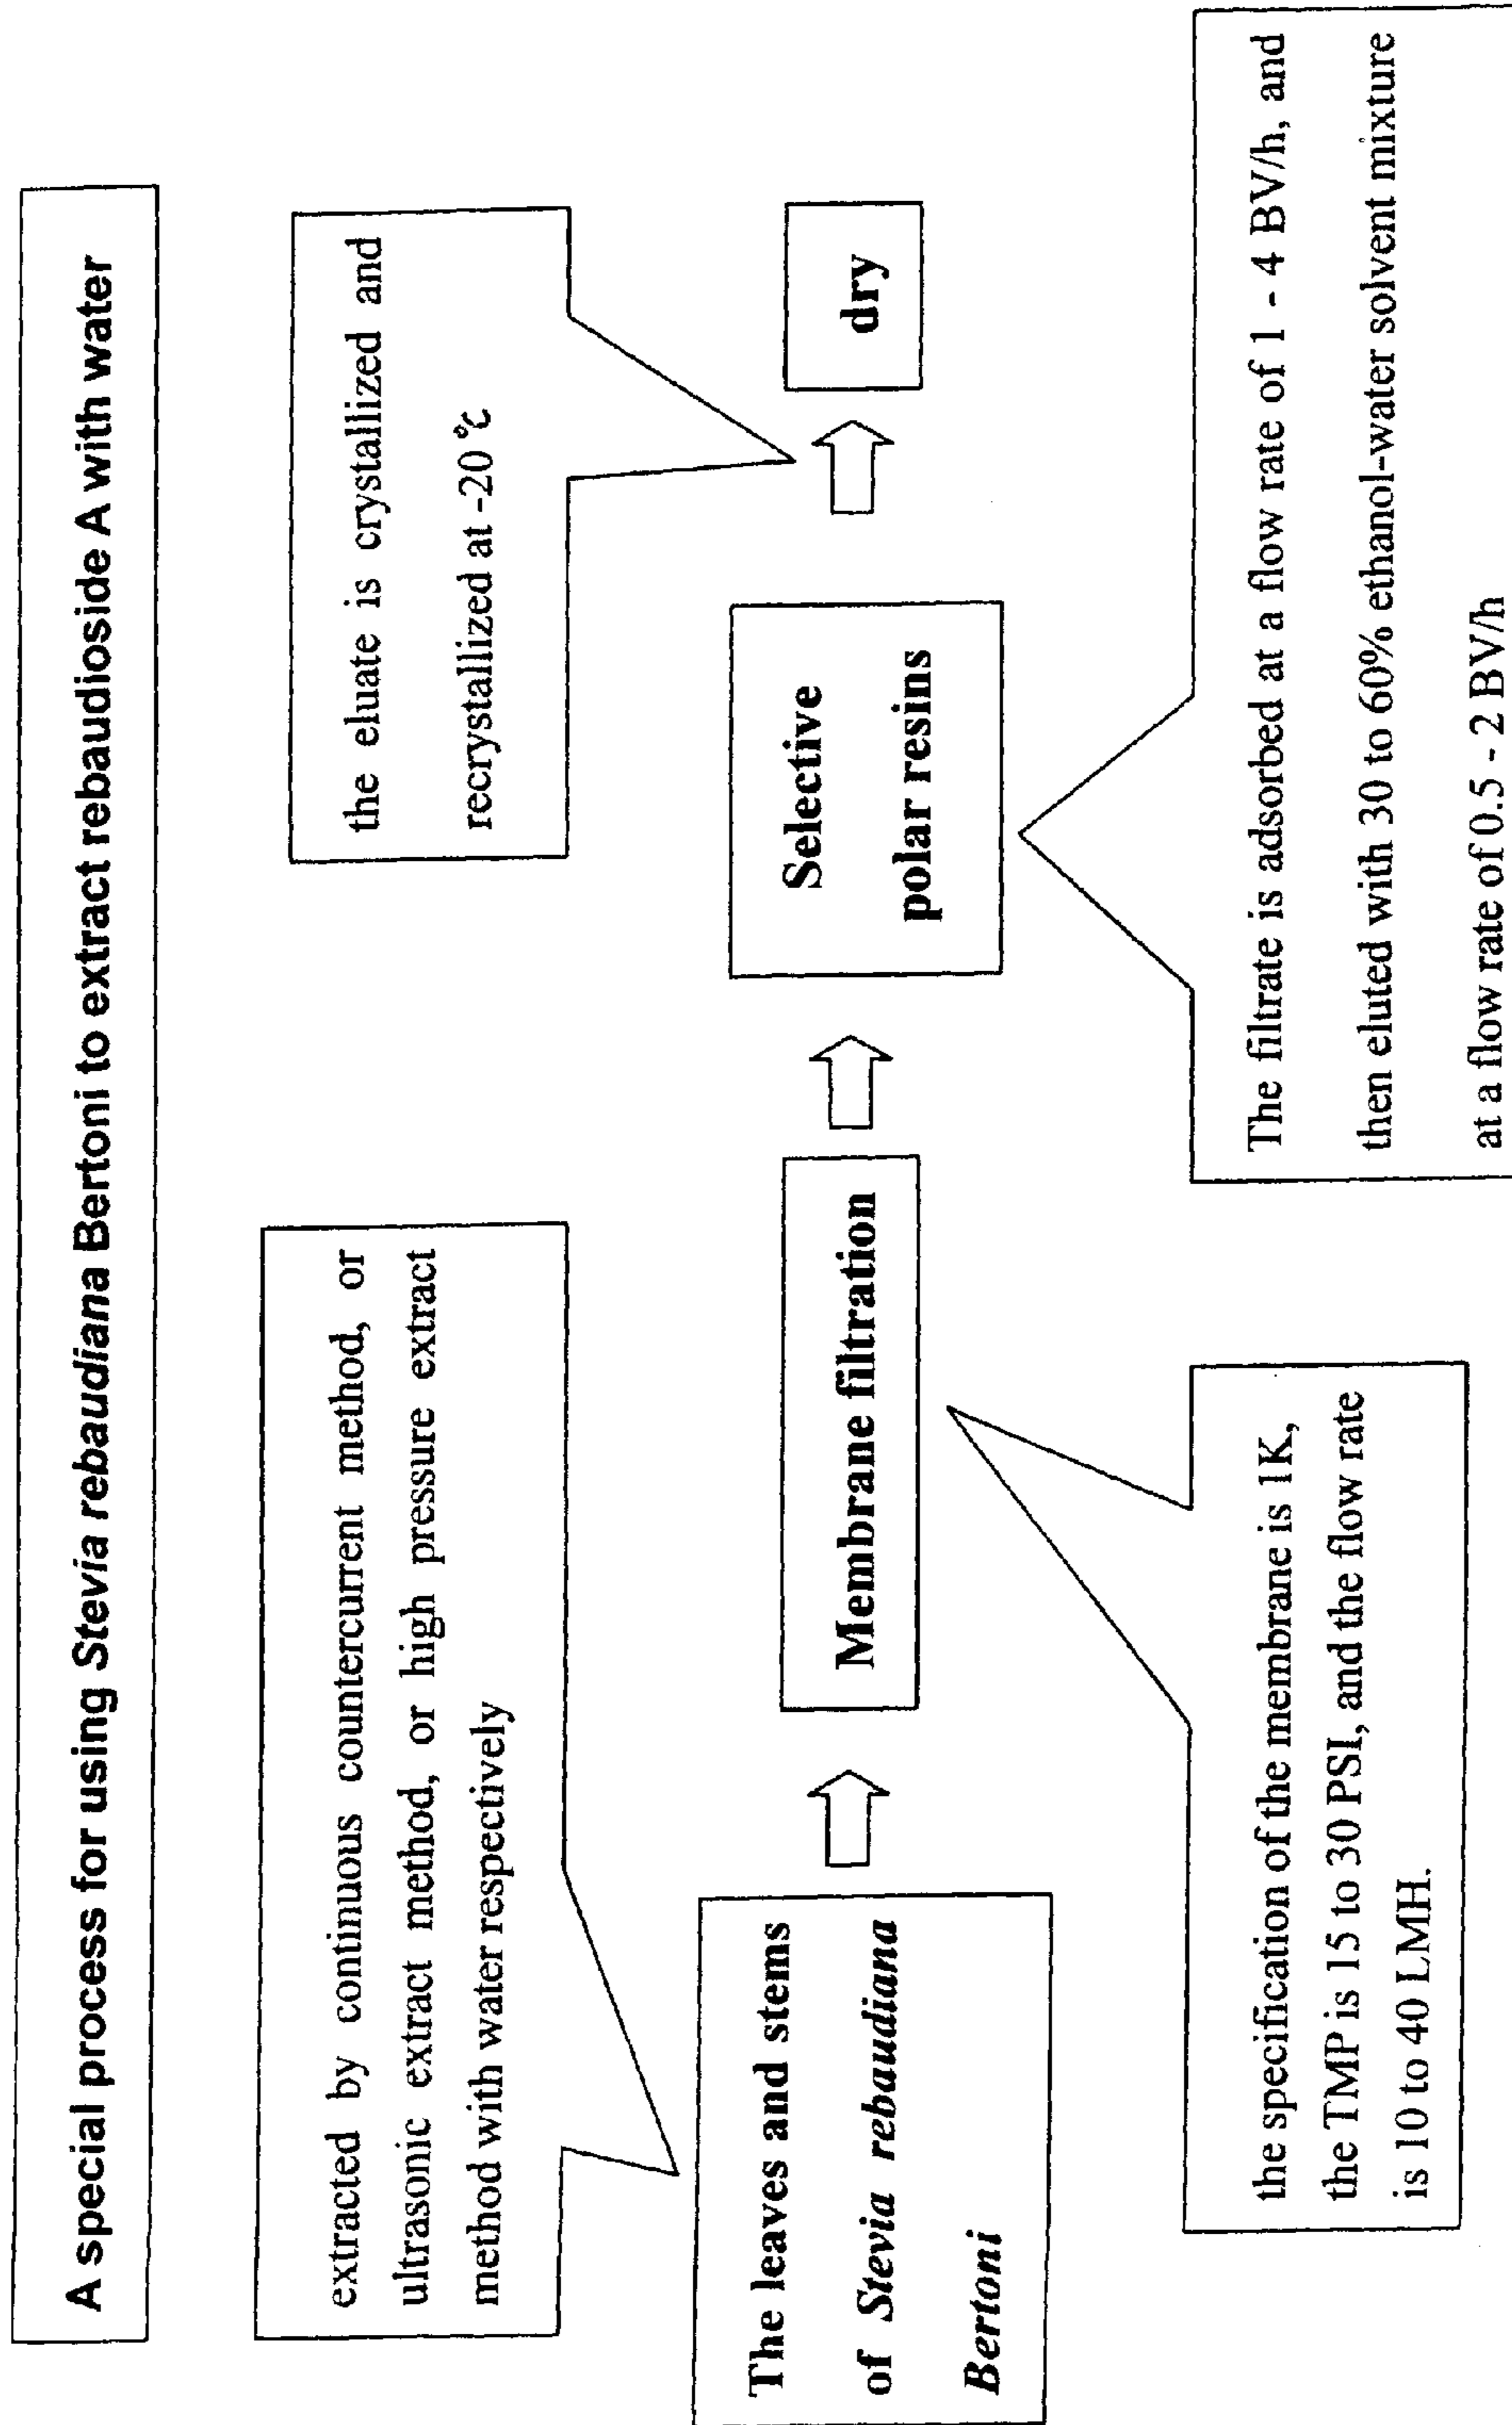 A special process for using Stevia rebaudiana Bertoni to extract rebaudioside A with water
extracted by continuous countercurrent method, or
ultrasonic extract method, or high pressure extract
method with water respectively
the eluate is crystallized and
recrystallized at -20 ℃
The leaves and stems
of Stevia rebaudiana
Bertoni
Membrane filtration
Selective
polar resins
dry
the specification of the membrane is 1K,
the TMP is 15 to 30 PSI, and the flow rate
is 10 to 40 LMH.
The filtrate is adsorbed at a flow rate of 1 - 4 BV/h, and
then eluted with 30 to 60% ethanol-water solvent mixture
at a flow rate of 0.5 - 2 BV/h